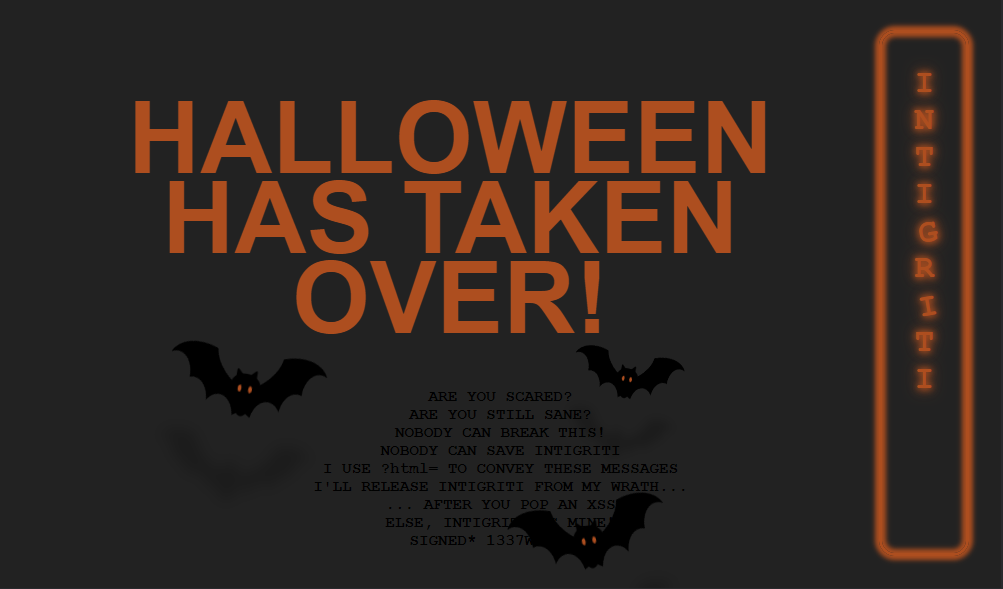 HALLOWEEN
HAS TAKEN
OVER!
ARE YOU SCARED?
ARE YOU STILL SANE?
NOBODY CAN BREAK THIS!
NOBODY CAN SAVE INTIGRITI
I USE ?html= TO CONVEY THESE MESSAGES
I'LL RELEASE INTIGRITI FROM MY WRATH...
... AFTER YOU POP AN XSS
ELSE, MINE!
SIGNED*
INTIGRITI